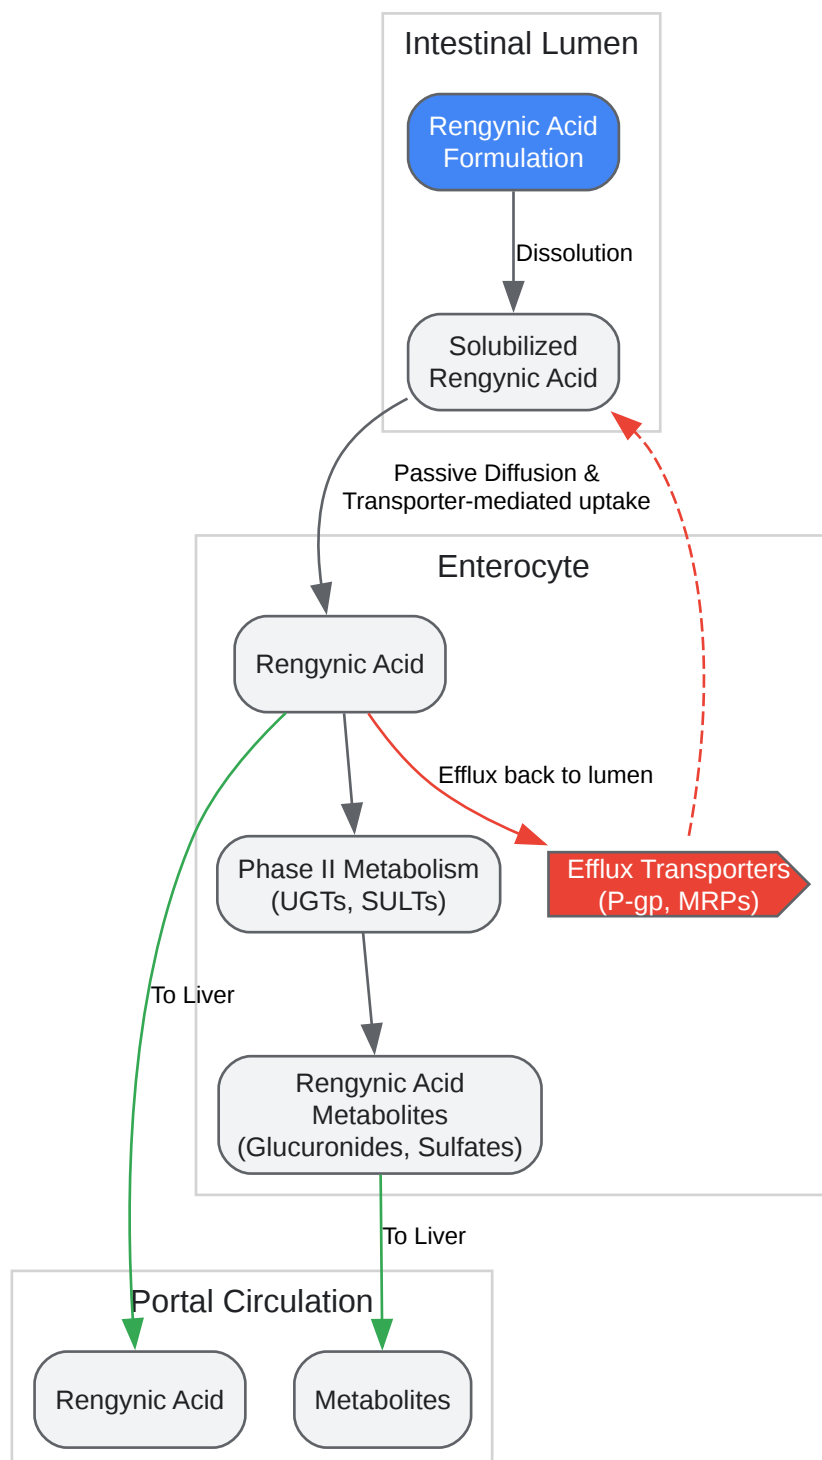 Intestinal Lumen
Rengynic Acid
Formulation
Dissolution
Solubilized
Rengynic Acid
Passive Diffusion &
Transporter-mediated uptake
Enterocyte
Rengynic Acid
Efflux back to lumen
Phase II Metabolism
(UGTs, SULTs)
Efflux Transporters
(P-gp, MRPs)
To Liver
Rengynic Acid
Metabolites
(Glucuronides, Sulfates)
To Liver
Portal Circulation
Rengynic Acid
Metabolites